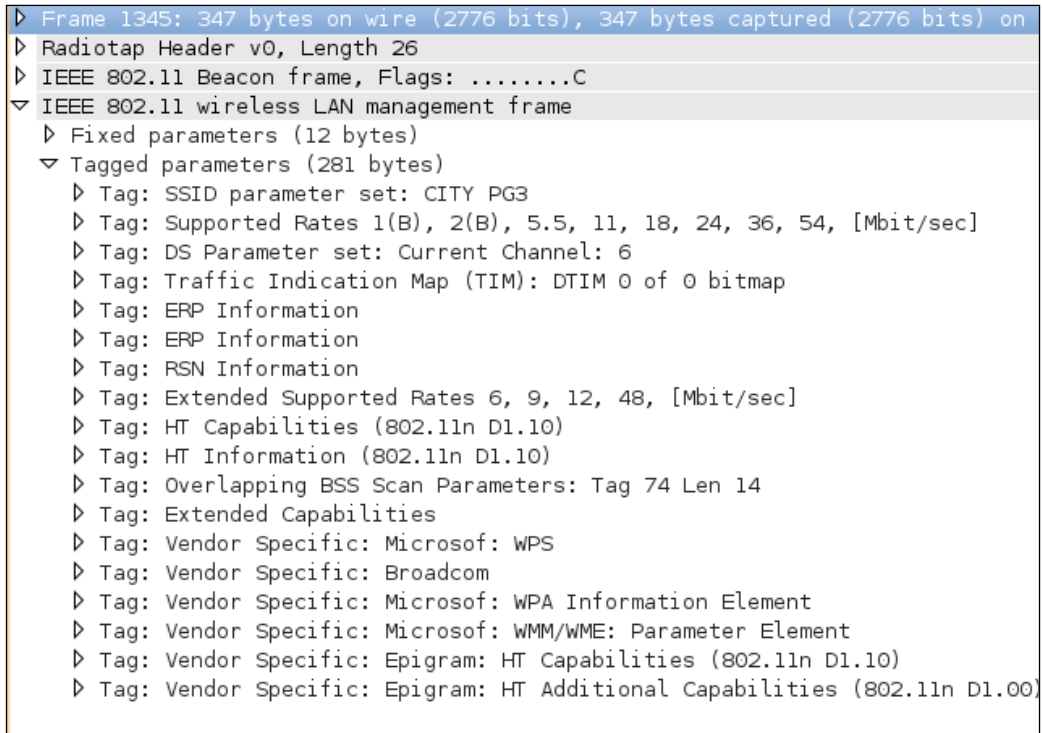 Frame 1345: 347 bytes on wire (2776 bits), 347 bytes captured (2776 bits) on
Radiotap Header v0, Length 26
IEEE 802.11 Beacon frame, Flags: ........C
IEEE 802.11 wireless LAN management frame
Fixed parameters (12 bytes)
Tagged parameters (281 bytes)
Tag: SSID parameter set: CITY PG3
Tag: Supported Rates 1(B), 2(B), 5.5, 11, 18, 24, 36, 54, [Mbit/sec]
Tag: DS Parameter set: Current Channel: 6
Tag: Traffic Indication Map (TIM): DTIM 0 of 0 bitmap
Tag: ERP Information
Tag: ERP Information
Tag: RSN Information
Tag: Extended Supported Rates 6, 9, 12, 48, [Mbit/sec]
Tag: HT Capabilities (802.11n D1.10)
Tag: HT Information (802.11n D1.10)
Tag: Overlapping BSS Scan Parameters: Tag 74 Len 14
Tag: Extended Capabilities
Tag: Vendor Specific: Microsof: WPS
Tag: Vendor Specific: Broadcom
Tag: Vendor Specific: Microsof: WPA Information Element
Tag: Vendor Specific: Microsof: WMM/WME: Parameter Element
Tag: Vendor Specific: Epigram: HT Capabilities (802.11n D1.10)
Tag: Vendor Specific: Epigram: HT Additional Capabilities (802.11n D1.00)